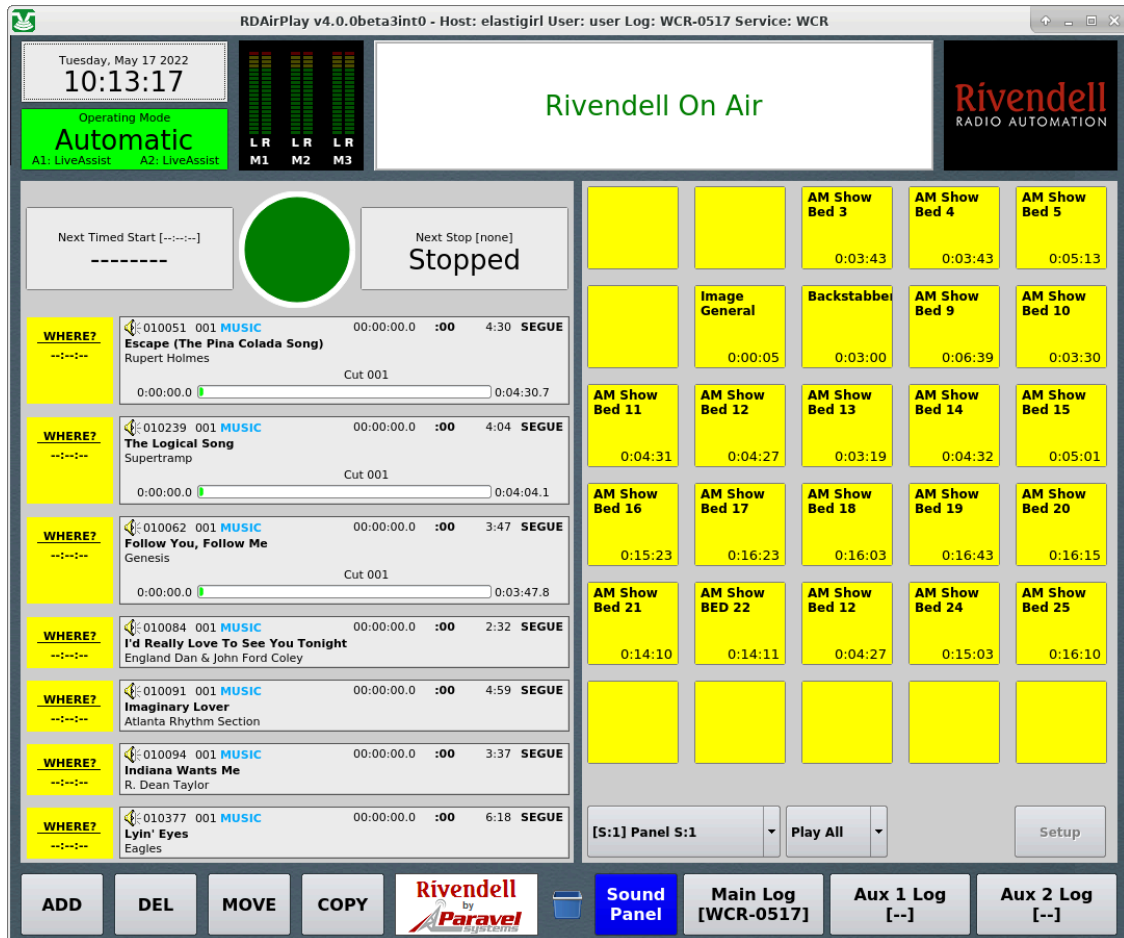 RDAirPlay v4.0.0beta3int0 - Host: elastigirl User: user Log: WCR-0517 Service: WCR
Tuesday,
May 17 2022
10:13:17
Operating Mode
Automatic
A1: LiveAssist A2: LiveAssist
L R L R L R
M1 M2 M3
Rivendell On Air
Rivendell
RADIO AUTOMATION
Next Timed Start [--:--:--]
--------
Next Stop [none]
Stopped
WHERE?
--:--:--
010051 001 MUSIC 00:00:00.0 :00 4:30 SEGUE
Escape (The Pina Colada Song)
Rupert Holmes
Cut 001
0:00:00.0 0:04:30.7
WHERE?
--:--:--
010239 001 MUSIC 00:00:00.0 :00 4:04 SEGUE
The Logical Song
Supertramp
Cut 001
0:00:00.0 0:04:04.1
WHERE?
--:--:--
010062 001 MUSIC 00:00:00.0 :00 3:47 SEGUE
Follow You, Follow Me
Genesis
Cut 001
0:00:00.0 0:03:47.8
WHERE?
--:--:--
010084 001 MUSIC 00:00:00.0 :00 2:32 SEGUE
I'd Really Love To See You Tonight
England Dan & John Ford Coley
WHERE?
--:--:--
010091 001 MUSIC 00:00:00.0 :00 4:59 SEGUE
Imaginary Lover
Atlanta Rhythm Section
WHERE?
--:--:--
010094 001 MUSIC 00:00:00.0 :00 3:37 SEGUE
Indiana Wants Me
R. Dean Taylor
WHERE?
--:--:--
010377 001 MUSIC 00:00:00.0 :00 6:18 SEGUE
Lyin' Eyes
Eagles
AM Show AM Show AM Show
Bed 3 Bed 4 Bed 5
0:03:43 0:03:43 0:05:13
Image Backstabber AM Show AM Show
General Bed 9 Bed 10
0:00:05 0:03:00 0:06:39 0:03:30
AM Show AM Show AM Show AM Show AM Show
Bed 11 Bed 12 Bed 13 Bed 14 Bed 15
0:04:31 0:04:27 0:03:19 0:04:32 0:05:01
AM Show AM Show AM Show AM Show AM Show
Bed 16 Bed 17 Bed 18 Bed 19 Bed 20
0:15:23 0:16:23 0:16:03 0:16:43 0:16:15
AM Show AM Show AM Show AM Show AM Show
Bed 21 BED 22 Bed 12 Bed 24 Bed 25
0:14:10 0:14:11 0:04:27 0:15:03 0:16:10
[S:1] Panel S:1 Play All Setup
ADD DEL MOVE COPY
Rivendell
by
Paravel
systems
Sound
Panel
Main Log
[WCR-0517]
Aux 1 Log
[--]
Aux 2 Log
[--]